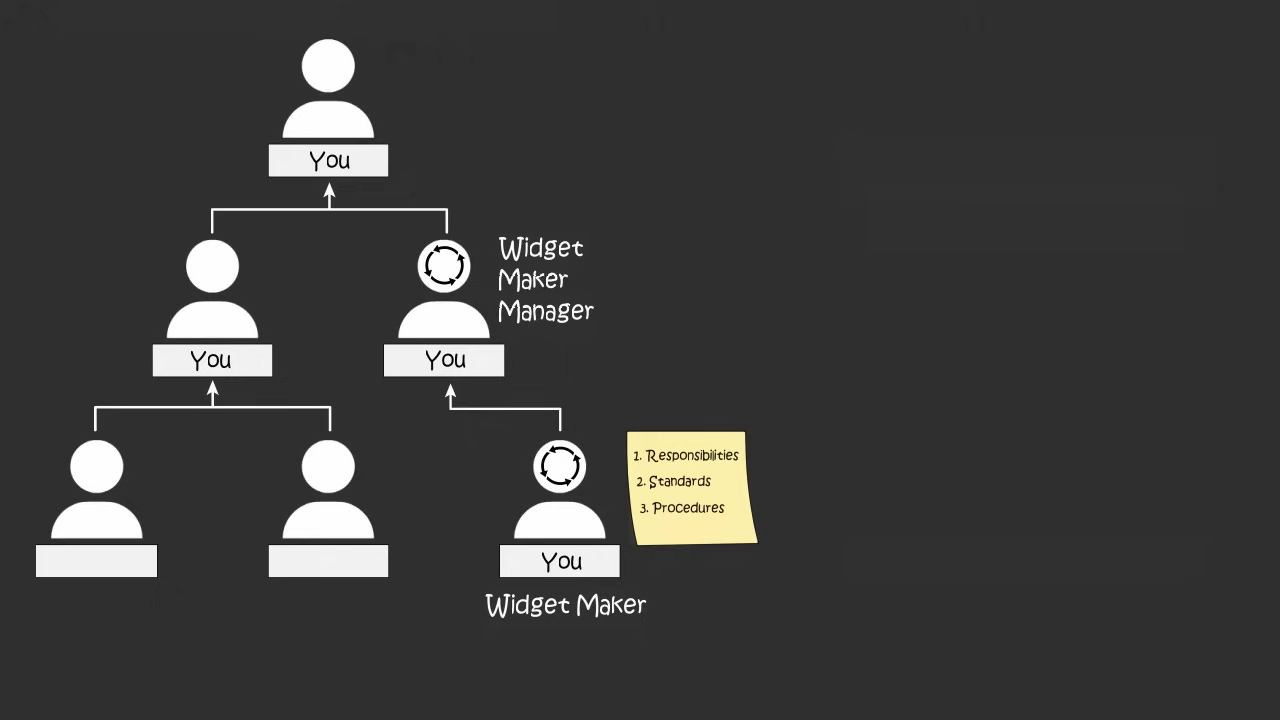 You
Widget
Maker
Manager
You
You
1. Responsibilities
2. Standards
3. Procedures
You
Widget Maker